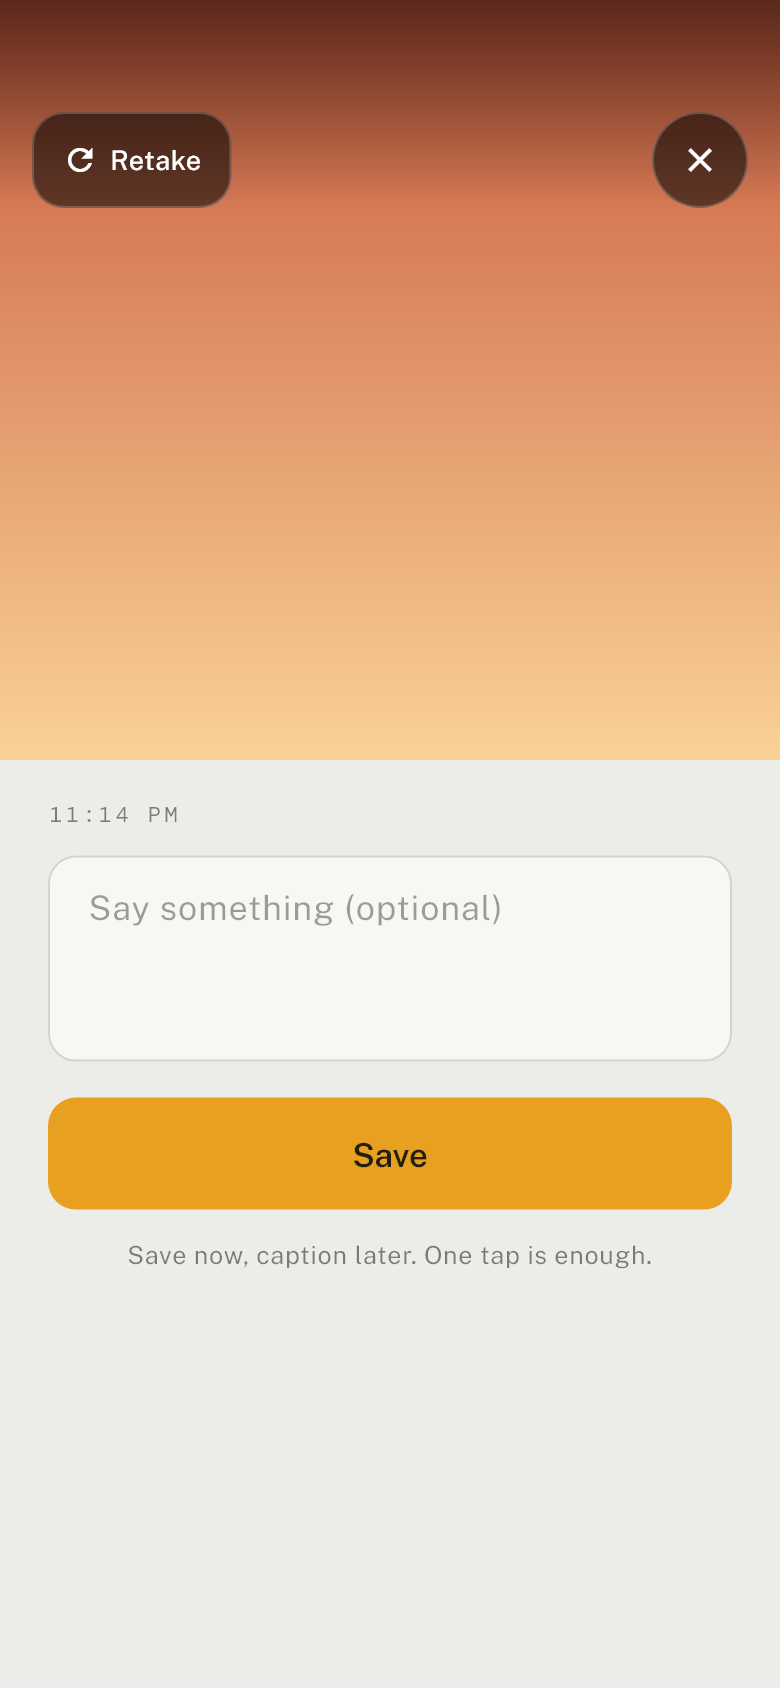 Retake
11:14 PM
Say something (optional)
Save
Save now, caption later. One tap is enough.